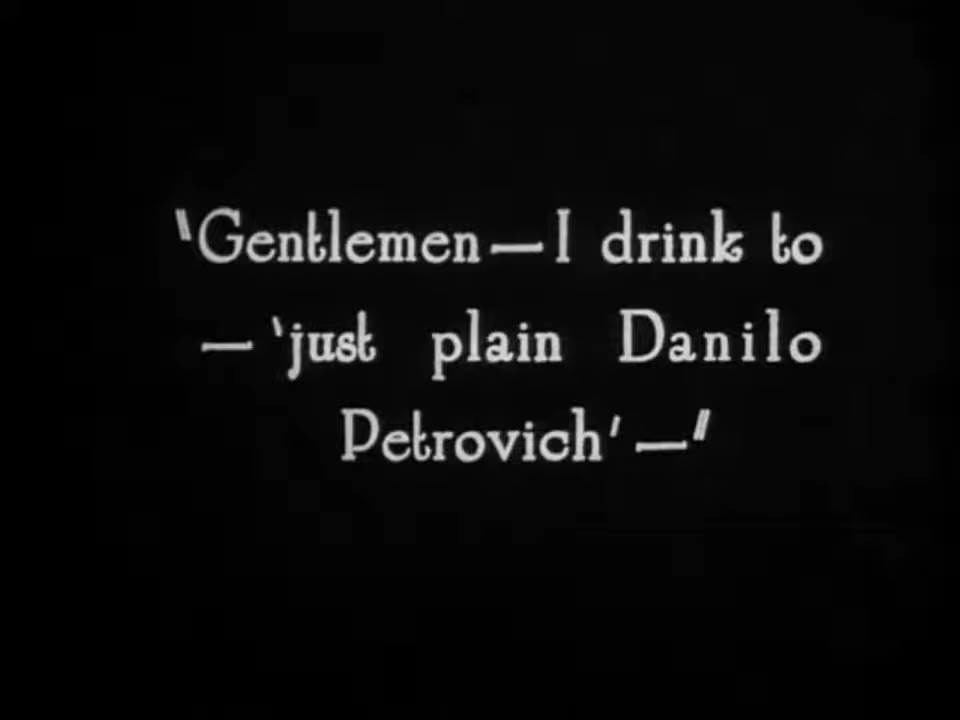 "Gentlemen—I drink to
—'just plain Danilo
Petrovich'—"